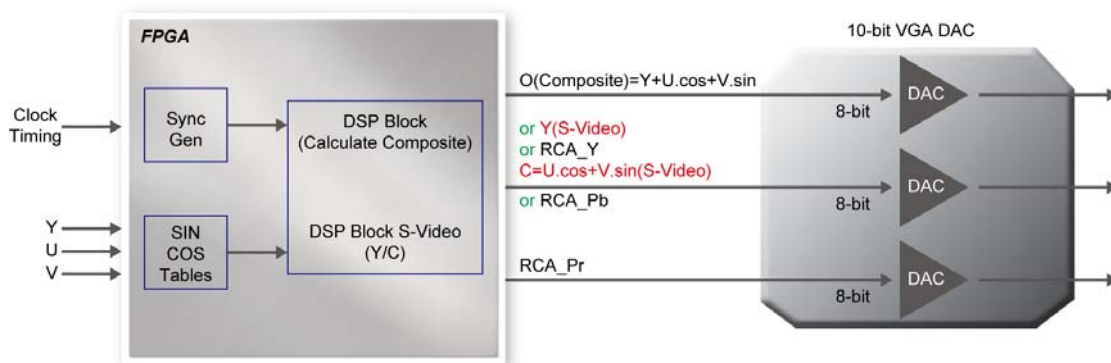 FPGA
10-bit VGA DAC
Clock
Timing
Sync
Gen
DSP Block
(Calculate Composite)
O(Composite)=Y+U.cos+V.sin
8-bit
DAC
or Y(S-Video)
or RCA_Y
C=U.cos+V.sin(S-Video)
or RCA_Pb
8-bit
DAC
Y
U
V
SIN
COS
Tables
DSP Block S-Video
(Y/C)
RCA_Pr
8-bit
DAC